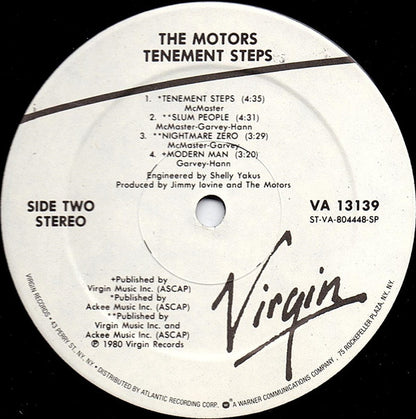 THE MOTORS
TENEMENT STEPS
1. *TENEMENT STEPS (4:35)
McMaster
2. **SLUM PEOPLE (4:31)
McMaster-Garvey-Hann
3. **NIGHTMARE ZERO (3:29)
McMaster-Garvey
4. +MODERN MAN (3:20)
Garvey-Hann
Engineered by Shelly Yakus
Produced by Jimmy Iovine and The Motors
SIDE TWO
STEREO
VA 13139
ST-VA-804448-SP
+Published by
Virgin Music Inc. (ASCAP)
*Published by
Ackee Music Inc. (ASCAP)
**Published by
Virgin Music Inc. and
Ackee Music Inc. (ASCAP)
℗ 1980 Virgin Records
Virgin
VIRGIN RECORDS • 43 PERRY ST., NY, NY • DISTRIBUTED BY ATLANTIC RECORDING CORP. A WARNER COMMUNICATIONS COMPANY, 75 ROCKEFELLER PLAZA, NY, NY.